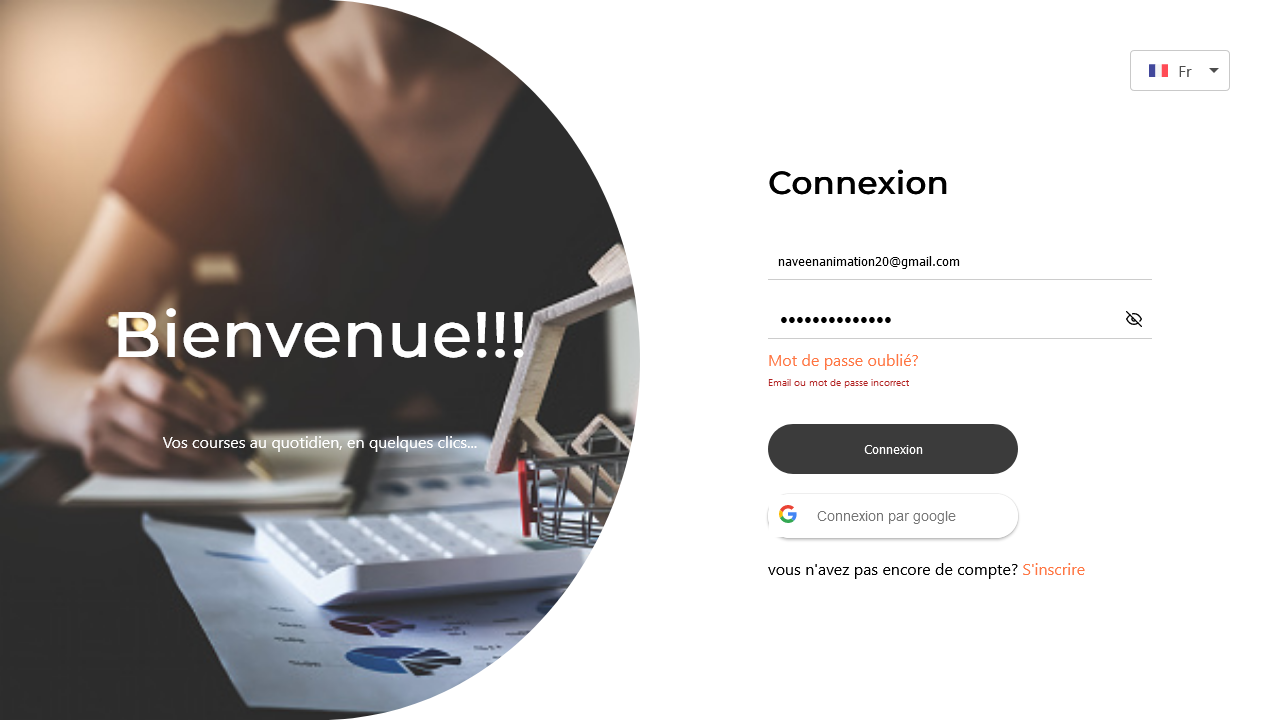 Bienvenue!!!
Vos courses au quotidien, en quelques clics...
Fr
Connexion
naveenanimation20@gmail.com
••••••••••••••
Mot de passe oublié?
Email ou mot de passe incorrect
Connexion
Connexion par google
vous n'avez pas encore de compte? S'inscrire